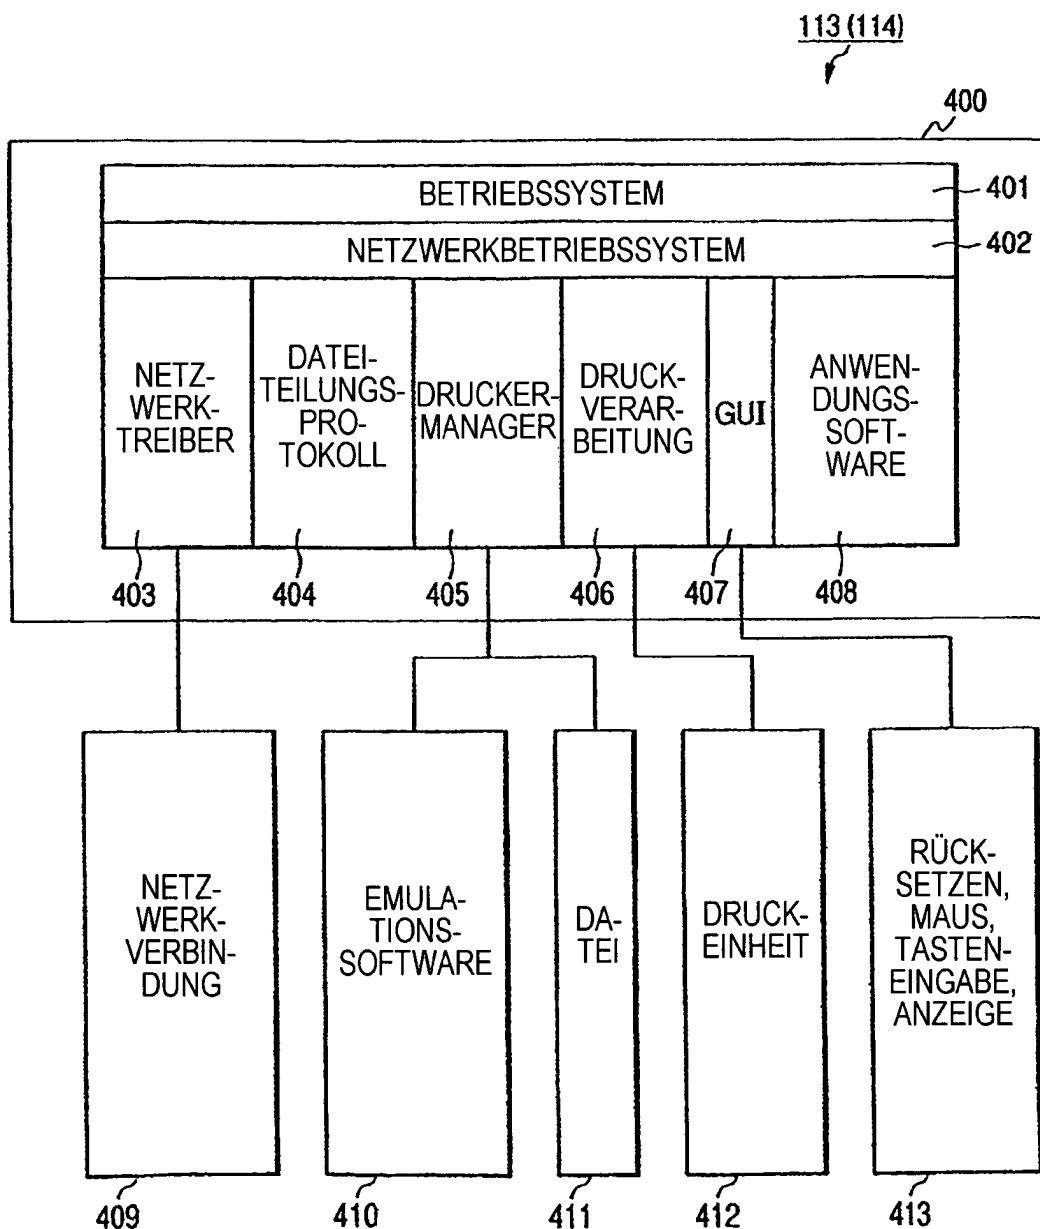 113 (114)
400
BETRIEBSSYSTEM
401
NETZWERKBETRIEBSSYSTEM
402
NETZ-
WERK-
TREIBER
DATEI-
TEILUNGS-
PRO-
TOKOLL
DRUCKER-
MANAGER
DRUCK-
VERAR-
BEITUNG
GUI
ANWEN-
DUNGS-
SOFT-
WARE
403
404
405
406
407
408
NETZ-
WERK-
VERBIN-
DUNG
EMULA-
TIONS-
SOFTWARE
DA-
TEI
DRUCK-
EINHEIT
RÜCK-
SETZEN,
MAUS,
TASTEN-
EINGABE,
ANZEIGE
409
410
411
412
413